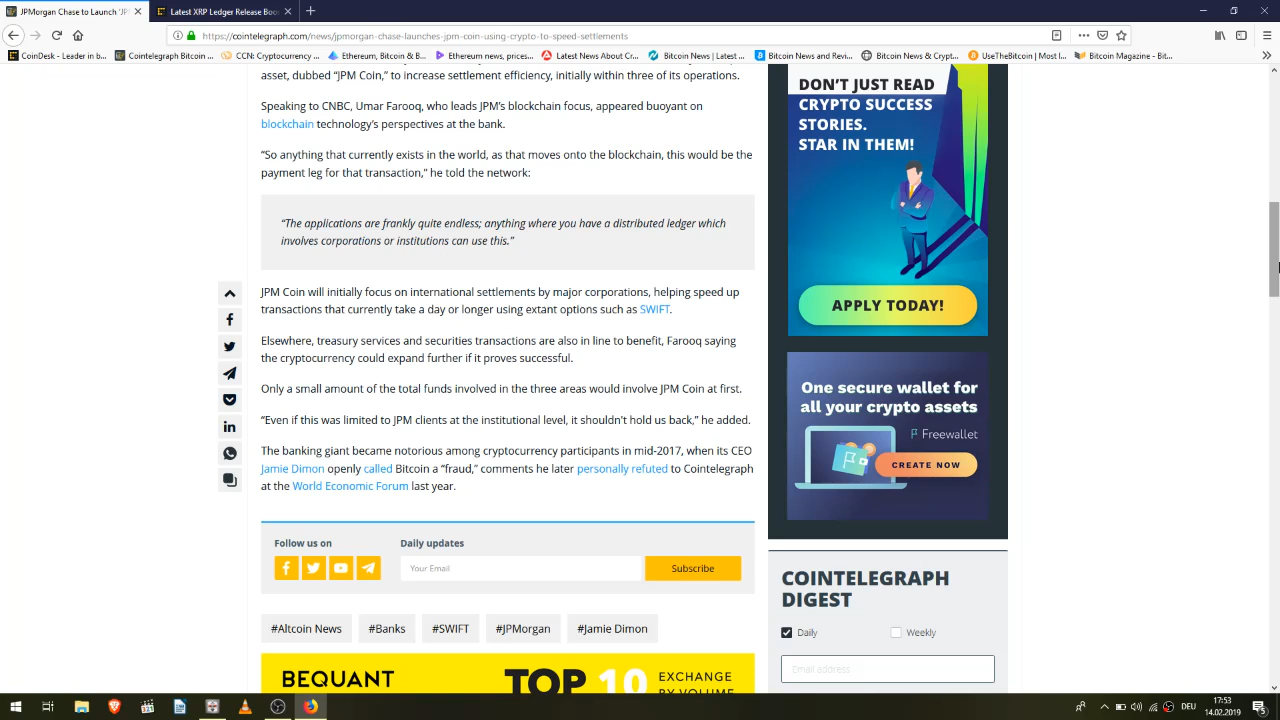 JPMorgan Chase to Launch 'JP
Latest XRP Ledger Release Boo
https://cointelegraph.com/news/jpmorgan-chase-launches-jpm-coin-using-crypto-to-speed-settlements
CoinDesk - Leader in b...
Cointelegraph Bitcoin ...
CCN: Cryptocurrency ...
Ethereum, Bitcoin & B...
Ethereum news, prices...
Latest News About Cr...
Bitcoin News | Latest ...
Bitcoin News and Revi...
Bitcoin News & Crypt...
UseTheBitcoin | Most I...
Bitcoin Magazine - Bit...
asset, dubbed “JPM Coin,” to increase settlement efficiency, initially within three of its operations.
Speaking to CNBC, Umar Farooq, who leads JPM’s blockchain focus, appeared buoyant on
blockchain technology’s perspectives at the bank.
“So anything that currently exists in the world, as that moves onto the blockchain, this would be the
payment leg for that transaction,” he told the network:
“The applications are frankly quite endless; anything where you have a distributed ledger which
involves corporations or institutions can use this.”
JPM Coin will initially focus on international settlements by major corporations, helping speed up
transactions that currently take a day or longer using extant options such as SWIFT.
Elsewhere, treasury services and securities transactions are also in line to benefit, Farooq saying
the cryptocurrency could expand further if it proves successful.
Only a small amount of the total funds involved in the three areas would involve JPM Coin at first.
“Even if this was limited to JPM clients at the institutional level, it shouldn't hold us back,” he added.
The banking giant became notorious among cryptocurrency participants in mid-2017, when its CEO
Jamie Dimon openly called Bitcoin a “fraud,” comments he later personally refuted to Cointelegraph
at the World Economic Forum last year.
Follow us on
Daily updates
Your Email
Subscribe
#Altcoin News
#Banks
#SWIFT
#JPMorgan
#Jamie Dimon
BEQUANT
TOP 10
EXCHANGE
BY VOLUME
DON'T JUST READ
CRYPTO SUCCESS
STORIES.
STAR IN THEM!
APPLY TODAY!
One secure wallet for
all your crypto assets
Freewallet
CREATE NOW
COINTELEGRAPH
DIGEST
Daily
Weekly
Email address
DEU
17:53
14.02.2019
5